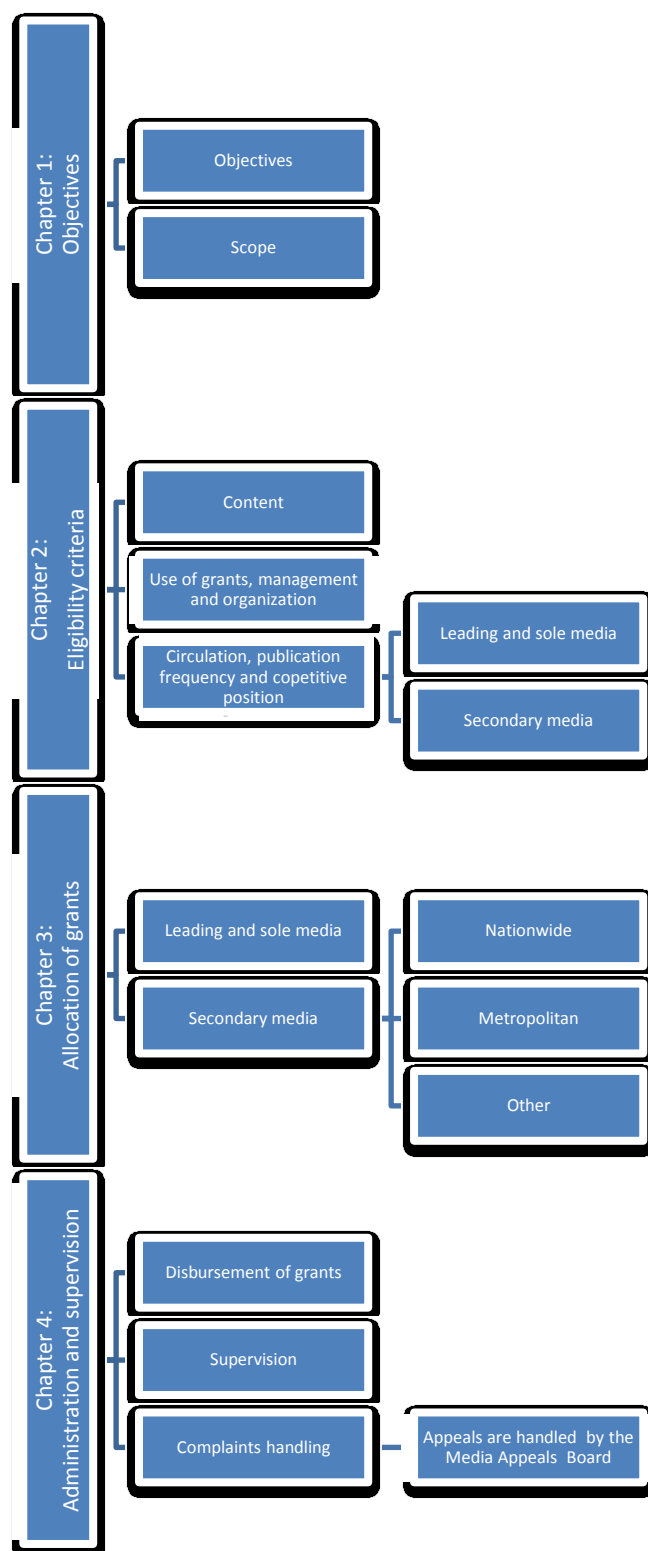 Chapter 1:
Objectives
Objectives
Scope
Chapter 2:
Eligibility criteria
Content
Use of grants, management
and organization
Circulation, publication
frequency and copetitive
position
Leading and sole media
Secondary media
Chapter 3:
Allocation of grants
Leading and sole media
Secondary media
Nationwide
Metropolitan
Other
Chapter 4:
Administration and supervision
Disbursement of grants
Supervision
Complaints handling
Appeals are handled by the
Media Appeals Board